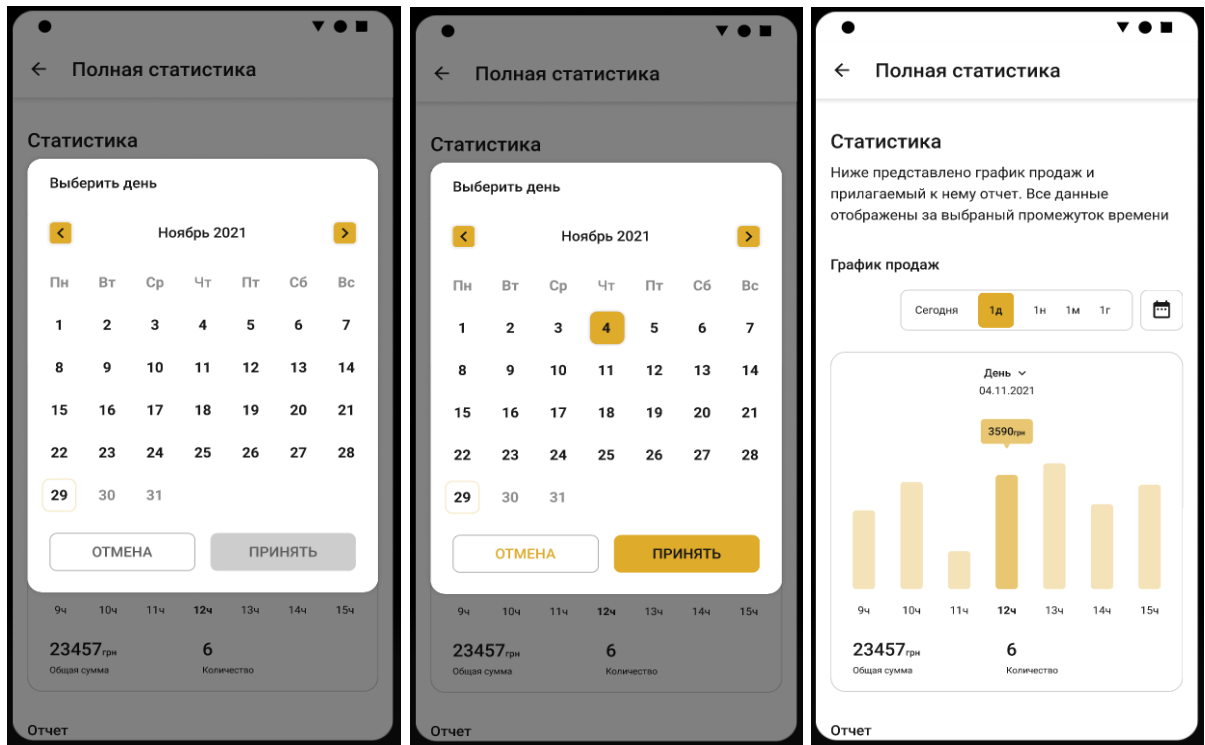 Полная статистика
Статистика
Выберить день
Ноябрь 2021
Пн Вт Ср Чт Пт Сб Вс
1 2 3 4 5 6 7
8 9 10 11 12 13 14
15 16 17 18 19 20 21
22 23 24 25 26 27 28
29 30 31
ОТМЕНА ПРИНЯТЬ
9ч 10ч 11ч 12ч 13ч 14ч 15ч
23457грн 6
Общая сумма Количество
Отчет
Полная статистика
Статистика
Выберить день
Ноябрь 2021
Пн Вт Ср Чт Пт Сб Вс
1 2 3 4 5 6 7
8 9 10 11 12 13 14
15 16 17 18 19 20 21
22 23 24 25 26 27 28
29 30 31
ОТМЕНА ПРИНЯТЬ
9ч 10ч 11ч 12ч 13ч 14ч 15ч
23457грн 6
Общая сумма Количество
Отчет
Полная статистика
Статистика
Ниже представлено график продаж и
прилагаемый к нему отчет. Все данные
отображены за выбраный промежуток времени
График продаж
Сегодня 1д 1н 1м 1г
День
04.11.2021
3590грн
9ч 10ч 11ч 12ч 13ч 14ч 15ч
23457грн 6
Общая сумма Количество
Отчет